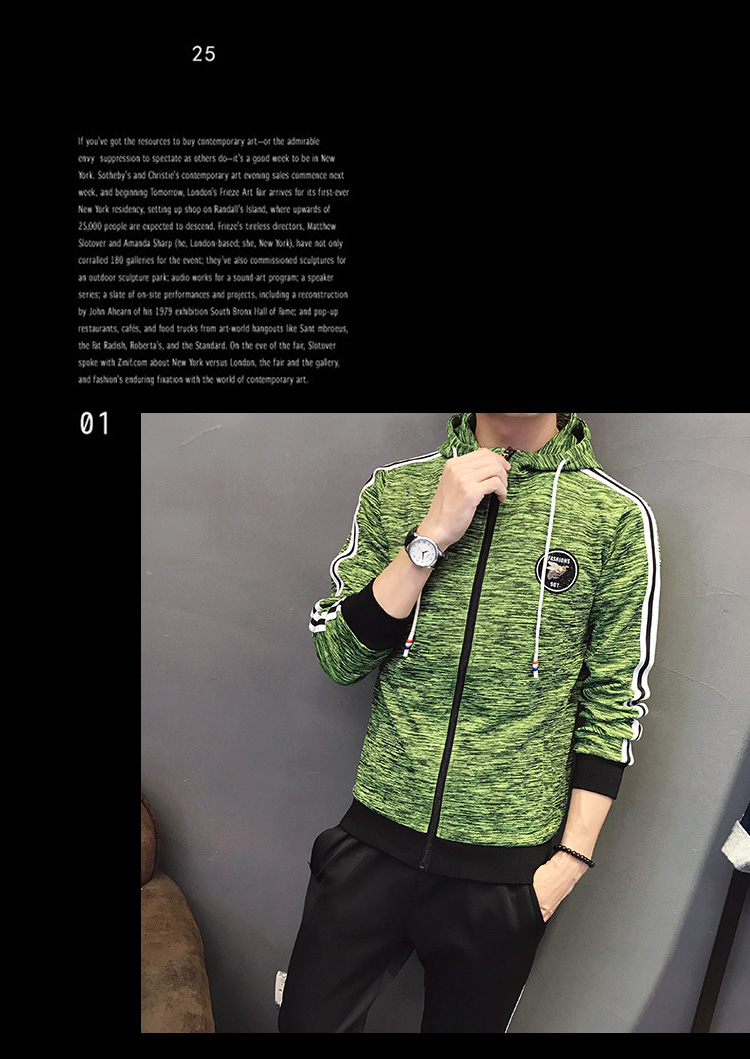 25
If you've got the resources to buy contemporary art—or the admirable
envy suppression to spectate as others do—it's a good week to be in New
York. Sotheby's and Christie's contemporary art evening sales commence next
week, and beginning Tomorrow, London's Frieze Art Fair arrives for its first-ever
New York residency, setting up shop on Randall's Island, where upwards of
25,000 people are expected to descend. Frieze's tireless directors, Matthew
Slotover and Amanda Sharp (he, London-based; she, New York), have not only
corralled 180 galleries for the event; they've also commissioned sculptures for
an outdoor sculpture park; audio works for a sound-art program; a speaker
series; a slate of on-site performances and projects, including a reconstruction
by John Ahearn of his 1979 exhibition South Bronx Hall of Fame; and pop-up
restaurants, cafés, and food trucks from art-world hangouts like Sant mbroeus,
the Fat Radish, Roberta's, and the Standard. On the eve of the fair, Slotover
spoke with Zinif.com about New York versus London, the fair and the gallery,
and fashion's enduring fixation with the world of contemporary art.
01
FASHIONS
SGT.